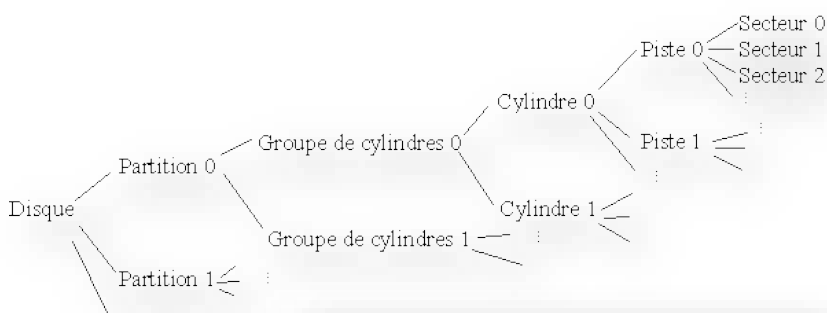 Secteur 0
Piste 0
Secteur 1
Secteur 2
Cylindre 0
Groupe de cylindres 0
Piste 1
Partition 0
Disque
Cylindre 1
Groupe de cylindres 1
Partition 1